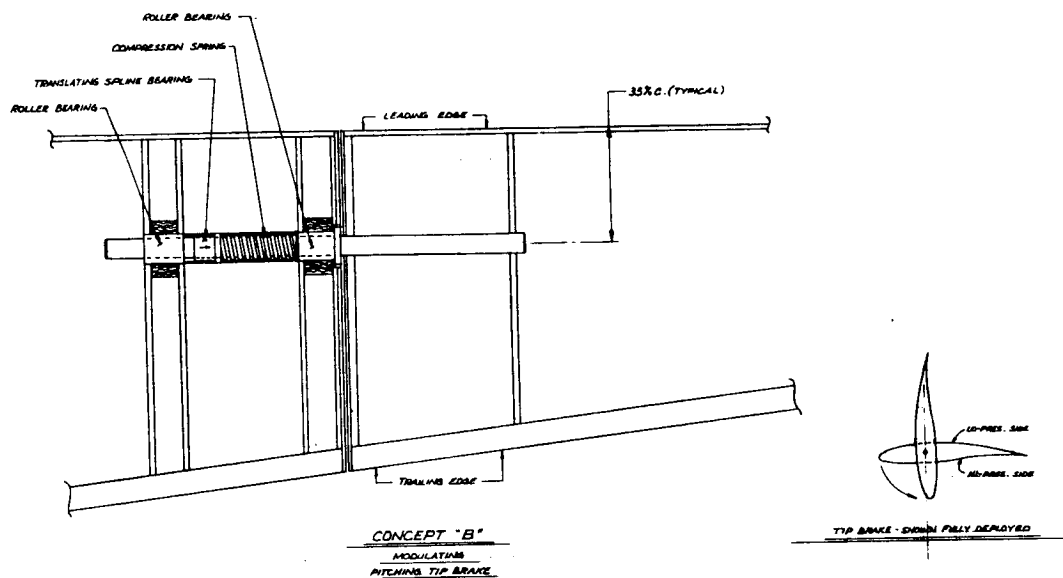 ROLLER BEARING
COMPRESSION SPRING
TRANSLATING SPLINE BEARING
ROLLER BEARING
35% C. (TYPICAL)
LEADING EDGE
LO-PRES. SIDE
HI-PRES. SIDE
TRAILING EDGE
TIP BRAKE - SHOWN FULLY DEPLOYED
CONCEPT "B"
MODULATING
PITCHING TIP BRAKE